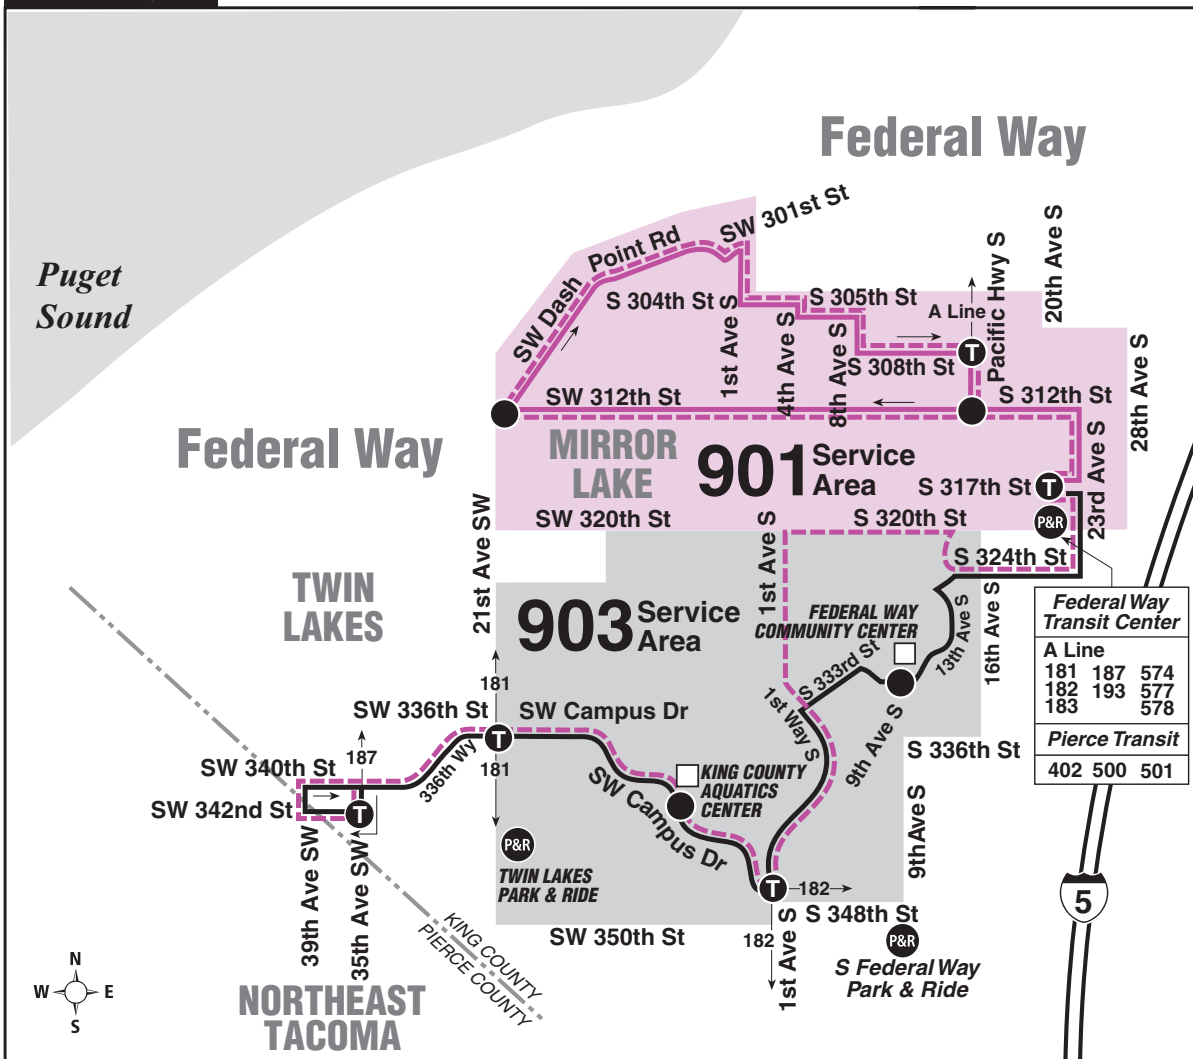 Federal Way
Puget
Sound
SW Dash
Point Rd
SW 301st St
S 304th St
S 305th St
1st Ave S
4th Ave S
8th Ave S
A Line
Pacific Hwy S
20th Ave S
28th Ave S
S 308th St
T
SW 312th St
S 312th St
Federal Way
MIRROR
LAKE
901 Service
Area
S 317th St
T
23rd Ave S
P&R
SW 320th St
S 320th St
21st Ave SW
1st Ave S
S 324th St
TWIN
LAKES
903 Service
Area
FEDERAL WAY
COMMUNITY CENTER
13th Ave S
16th Ave S
Federal Way
Transit Center
A Line
181 187 574
182 193 577
183 578
Pierce Transit
402 500 501
S 333rd St
1st Way S
9th Ave S
S 336th St
181
SW 336th St
SW Campus Dr
T
181
336th Wy
187
SW 340th St
SW 342nd St
T
KING COUNTY
AQUATICS
CENTER
SW Campus Dr
9thAveS
P&R
TWIN LAKES
PARK & RIDE
T
182
S 348th St
5
39th Ave SW
35th Ave SW
SW 350th St
182
1st Ave S
P&R
S Federal Way
Park & Ride
KING COUNTY
PIERCE COUNTY
N
W E
S
NORTHEAST
TACOMA